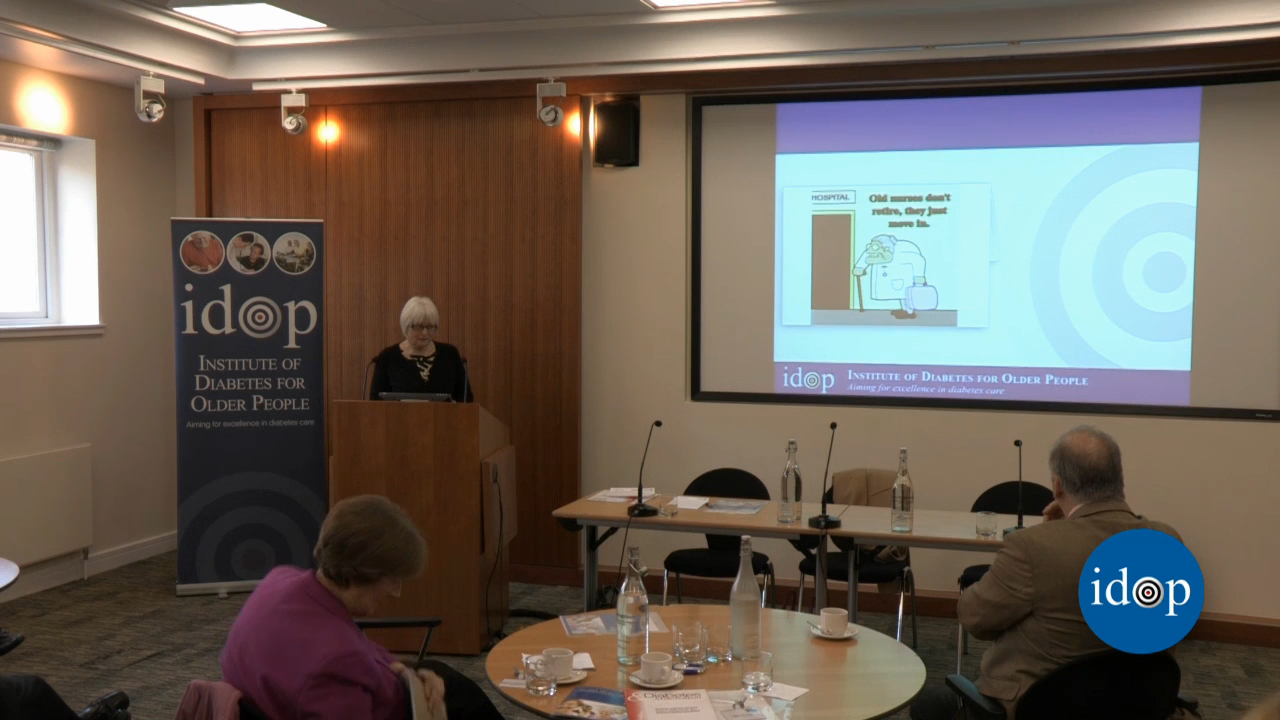 idop
INSTITUTE OF
DIABETES FOR
OLDER PEOPLE
Aiming for excellence in diabetes care
HOSPITAL
Old nurses don't
retire, they just
move in.
idop
INSTITUTE OF DIABETES FOR OLDER PEOPLE
Aiming for excellence in diabetes care
idop
Diabetes